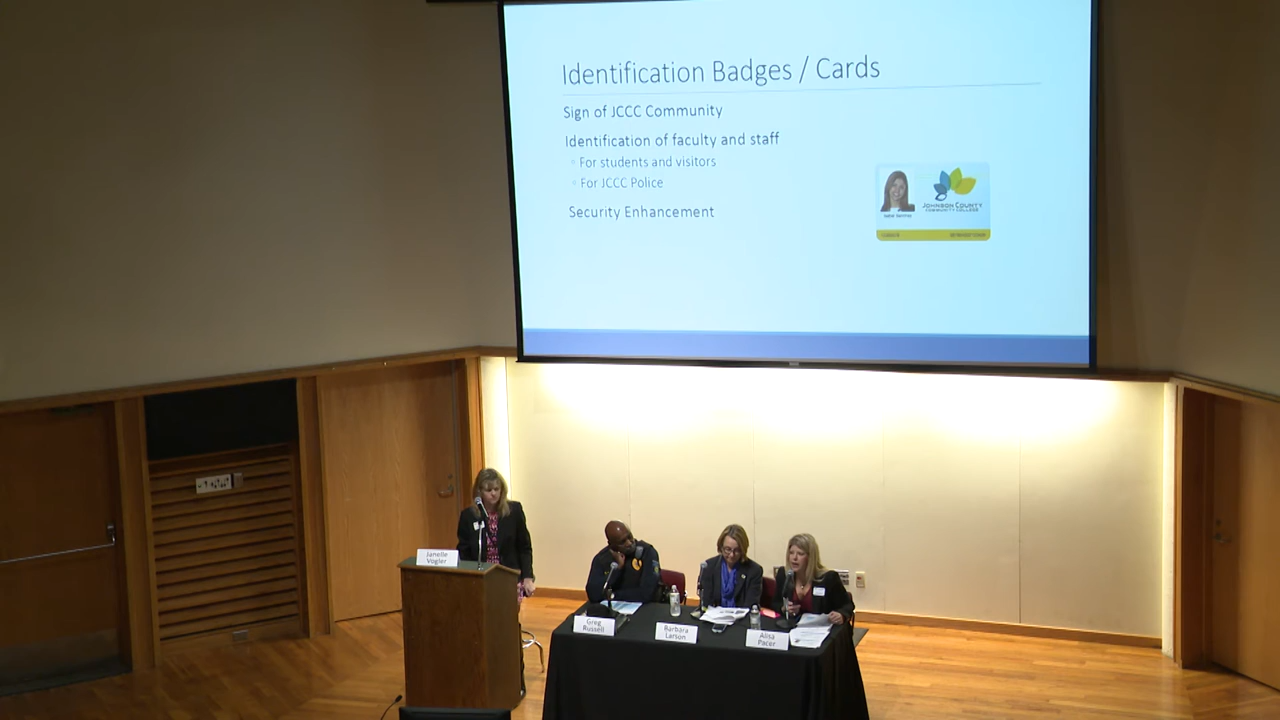 Identification Badges / Cards
Sign of JCCC Community
Identification of faculty and staff
For students and visitors
For JCCC Police
Security Enhancement
JOHNSON COUNTY
COMMUNITY COLLEGE
Janelle
Vogler
Greg
Russell
Barbara
Larson
Alisa
Pacer